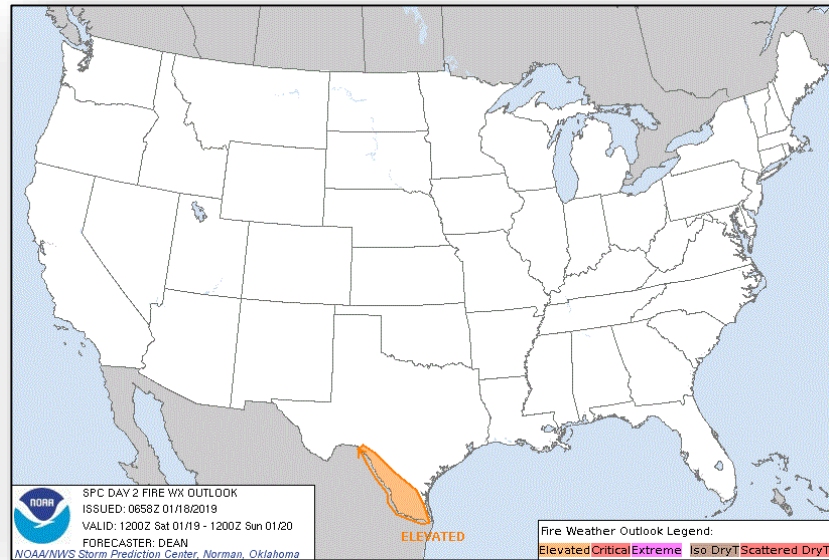 ELEVATED
NOAA
SPC DAY 2 FIRE WX OUTLOOK
ISSUED: 0658Z 01/18/2019
VALID: 1200Z Sat 01/19 - 1200Z Sun 01/20
FORECASTER: DEAN
NOAA/NWS Storm Prediction Center, Norman, Oklahoma
Fire Weather Outlook Legend:
Elevated Critical Extreme Iso DryT Scattered DryT